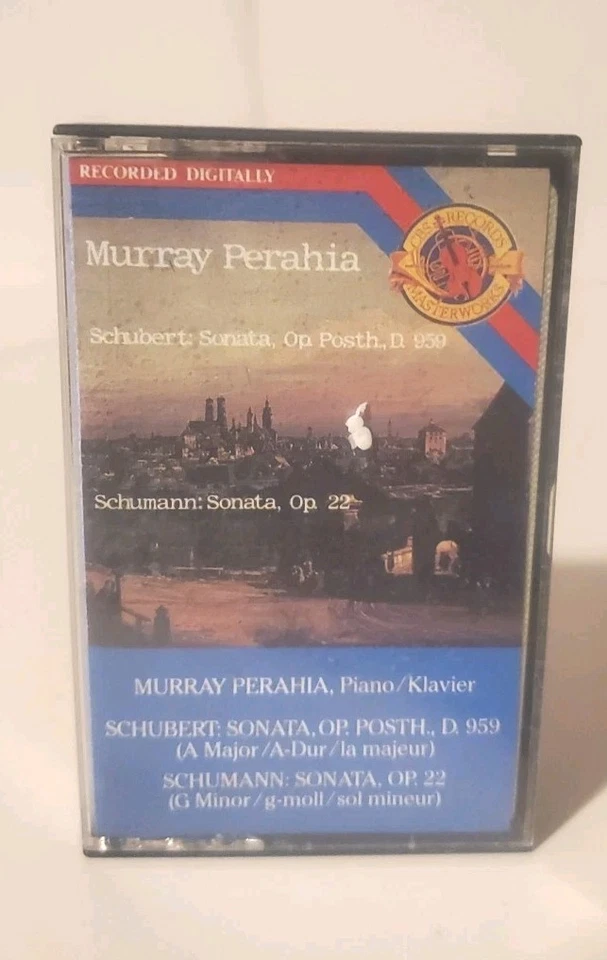 RECORDED DIGITALLY
CBS RECORDS
MASTERWORKS
Murray Perahia
Schubert: Sonata, Op. Posth., D. 959
Schumann: Sonata, Op. 22
MURRAY PERAHIA, Piano/Klavier
SCHUBERT: SONATA, OP. POSTH., D. 959
(A Major/A-Dur/la majeur)
SCHUMANN: SONATA, OP. 22
(G Minor/g-moll/sol mineur)